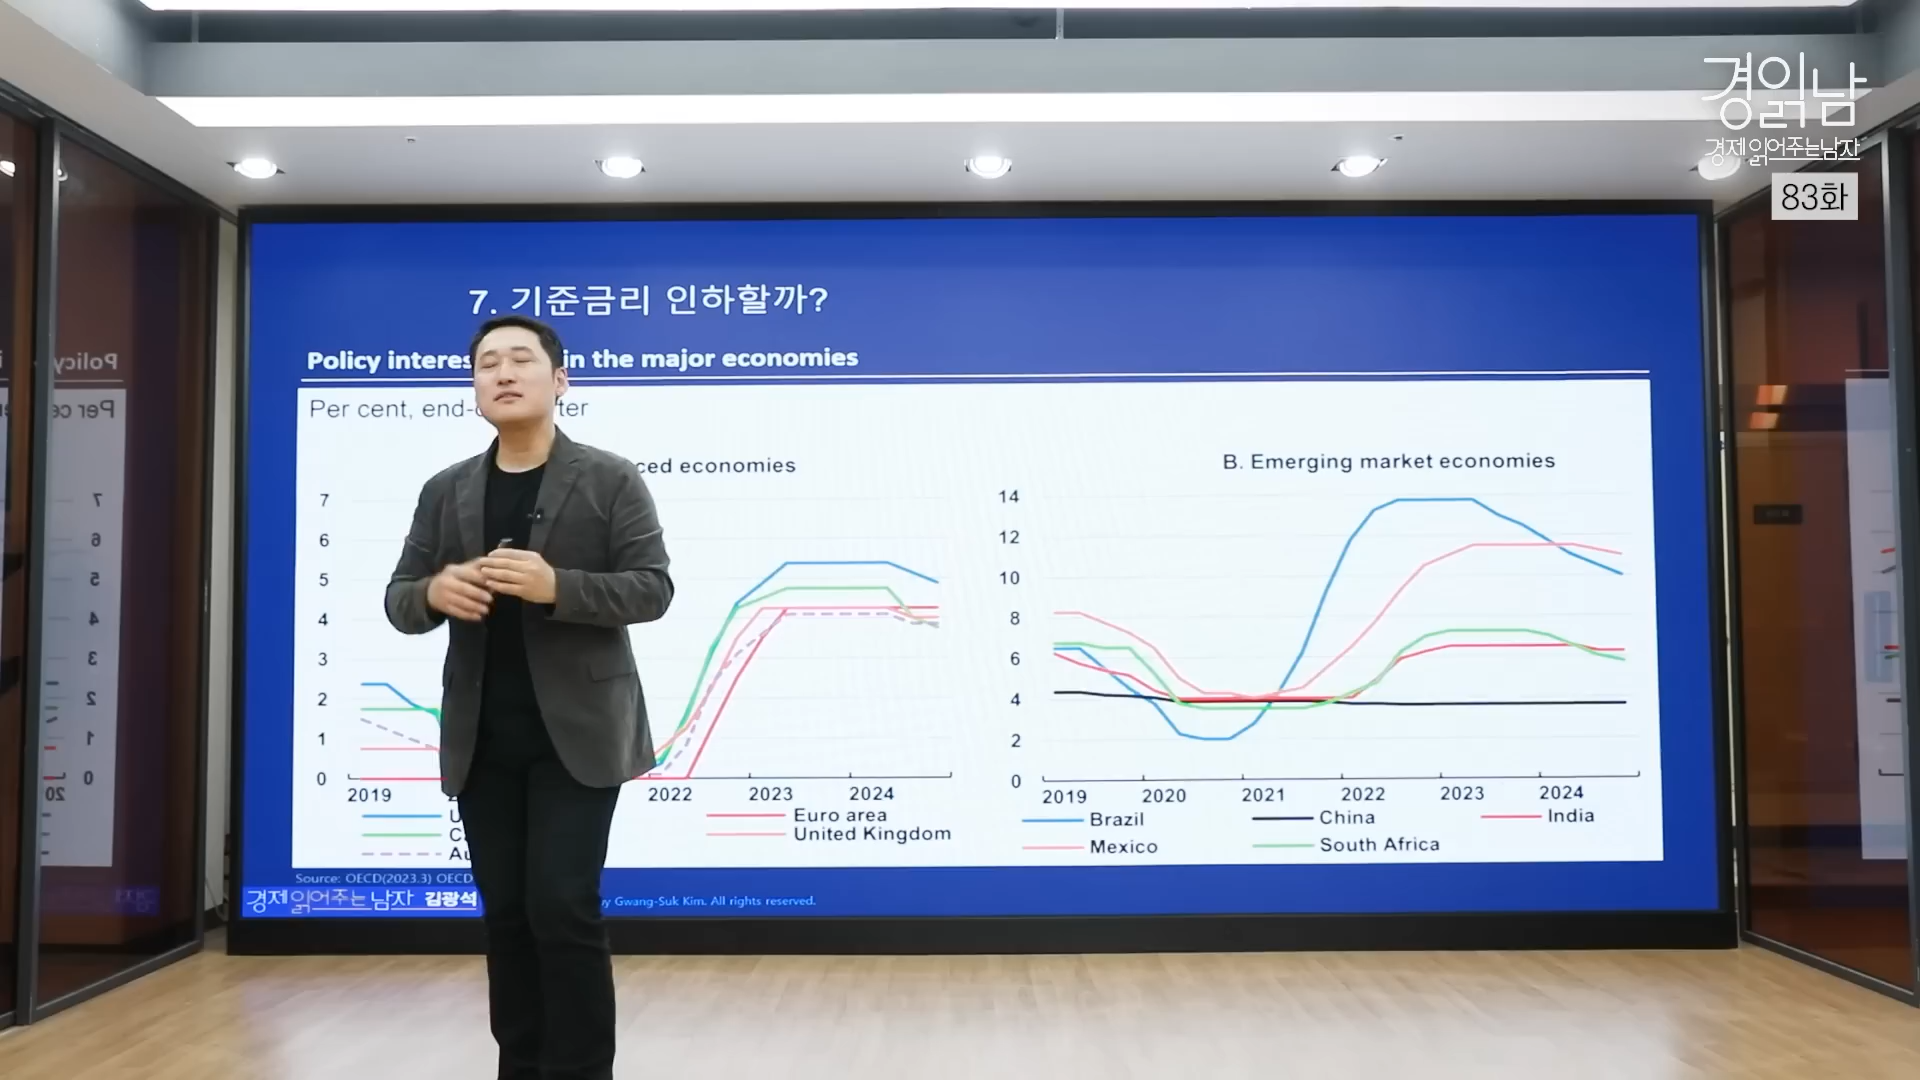 경읽남
경제 읽어주는남자
83화
7. 기준금리 인하할까?
Policy in the major economies
Per cent,
economies
7
6
5
4
3
2
1
0
2019
2022
2023
2024
Euro area
United Kingdom
B. Emerging market economies
14
12
10
8
6
4
2
0
2019
2020
2021
2022
2023
2024
Brazil
China
India
Mexico
South Africa
Source: OECD(2023.3) OECD
경제읽어주는남자 김광석
by Gwang-Suk Kim. All rights reserved.